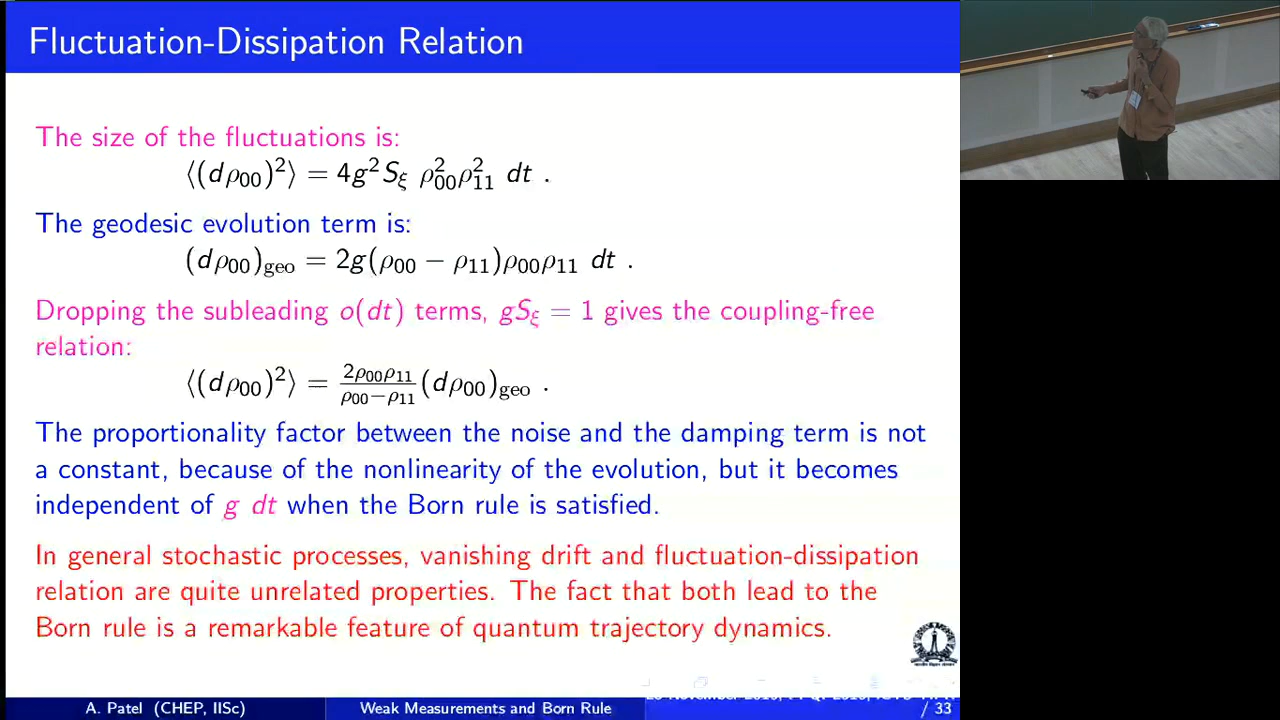 Fluctuation-Dissipation Relation
The size of the fluctuations is:
⟨(dρ₀₀)²⟩ = 4g²S_ξ ρ₀₀²ρ₁₁² dt .
The geodesic evolution term is:
(dρ₀₀)_geo = 2g(ρ₀₀ − ρ₁₁)ρ₀₀ρ₁₁ dt .
Dropping the subleading o(dt) terms, gS_ξ = 1 gives the coupling-free
relation:
⟨(dρ₀₀)²⟩ = \frac{2ρ₀₀ρ₁₁}{ρ₀₀−ρ₁₁}(dρ₀₀)_geo .
The proportionality factor between the noise and the damping term is not
a constant, because of the nonlinearity of the evolution, but it becomes
independent of g dt when the Born rule is satisfied.
In general stochastic processes, vanishing drift and fluctuation-dissipation
relation are quite unrelated properties. The fact that both lead to the
Born rule is a remarkable feature of quantum trajectory dynamics.
A. Patel (CHEP, IISc) Weak Measurements and Born Rule / 33